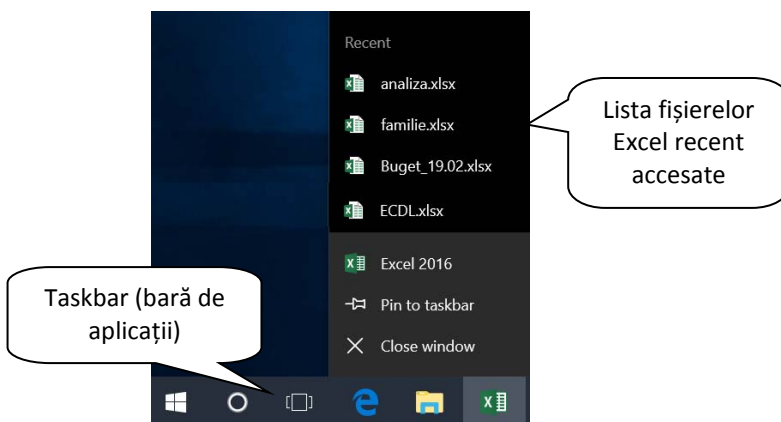 Recent
analiza.xlsx
familie.xlsx
Buget_19.02.xlsx
ECDL.xlsx
Excel 2016
Pin to taskbar
Close window
Lista fișierelor
Excel recent
accesate
Taskbar (bară de
aplicații)